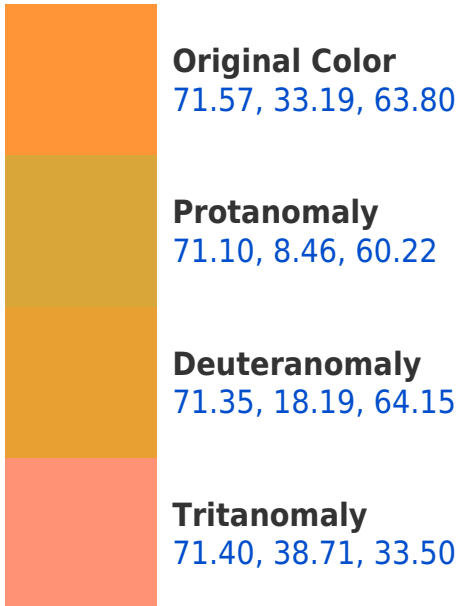 Original Color
71.57, 33.19, 63.80
Protanomaly
71.10, 8.46, 60.22
Deuteranomaly
71.35, 18.19, 64.15
Tritanomaly
71.40, 38.71, 33.50